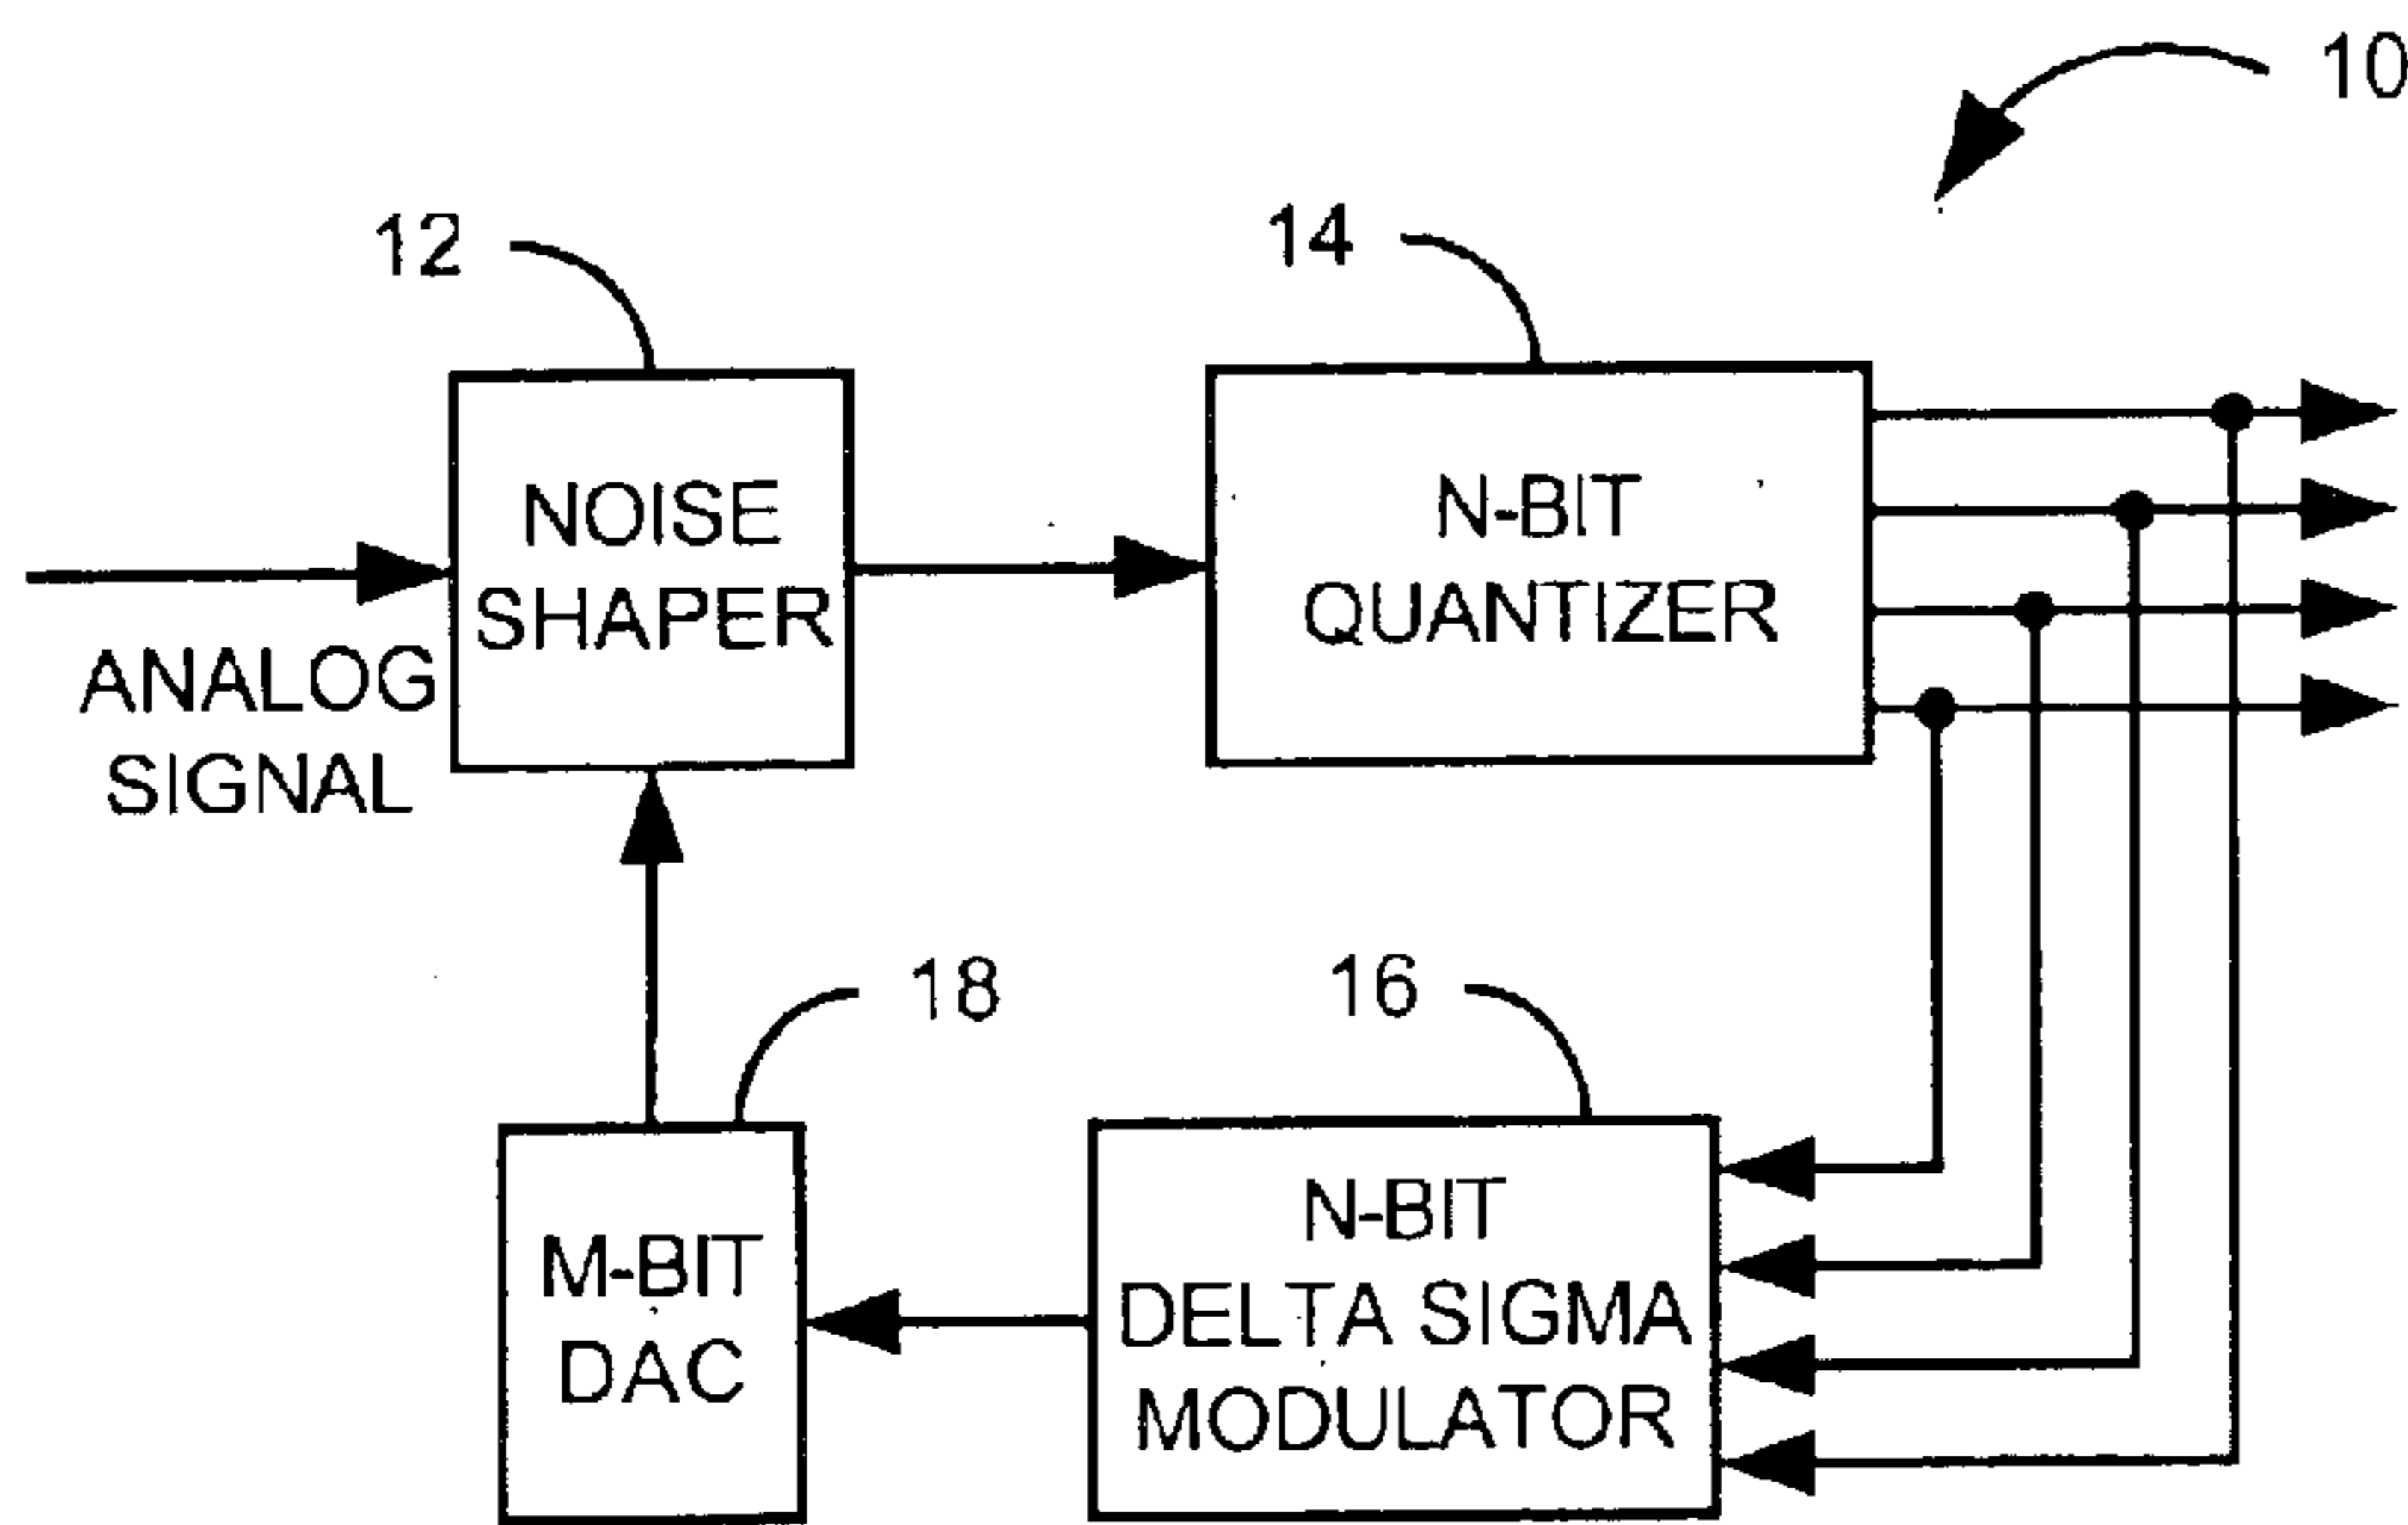 10
12
14
NOISE
SHAPER
N-BIT
QUANTIZER
ANALOG
SIGNAL
18
16
M-BIT
DAC
N-BIT
DELTA SIGMA
MODULATOR